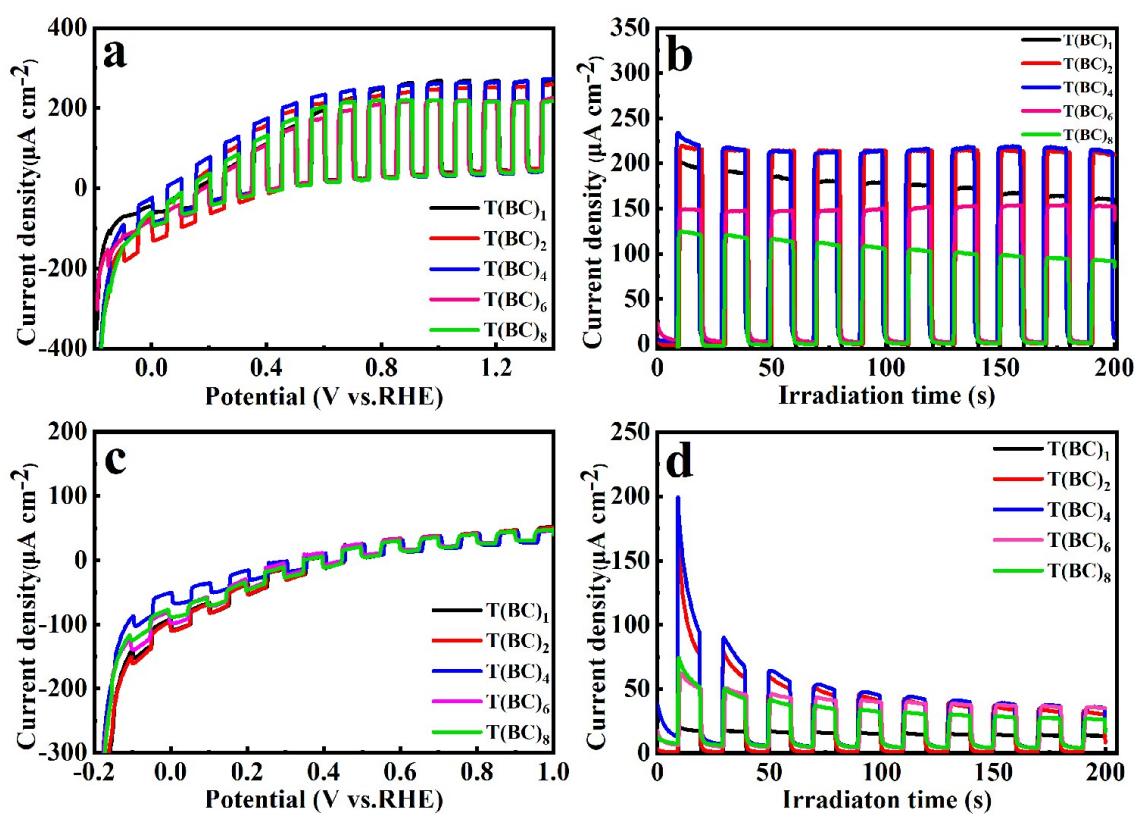 a
400
200
0
-200
-400
Current density(μA cm⁻²)
T(BC)₁
T(BC)₂
T(BC)₄
T(BC)₆
T(BC)₈
0.0 0.4 0.8 1.2
Potential (V vs.RHE)
b
350
300
250
200
150
100
50
0
Current density (μA cm⁻²)
T(BC)₁
T(BC)₂
T(BC)₄
T(BC)₆
T(BC)₈
0 50 100 150 200
Irradiation time (s)
c
200
100
0
-100
-200
-300
Current density(μA cm⁻²)
T(BC)₁
T(BC)₂
T(BC)₄
T(BC)₆
T(BC)₈
-0.2 0.0 0.2 0.4 0.6 0.8 1.0
Potential (V vs.RHE)
d
250
200
150
100
50
0
Current density(μA cm⁻²)
T(BC)₁
T(BC)₂
T(BC)₄
T(BC)₆
T(BC)₈
0 50 100 150 200
Irradiaton time (s)